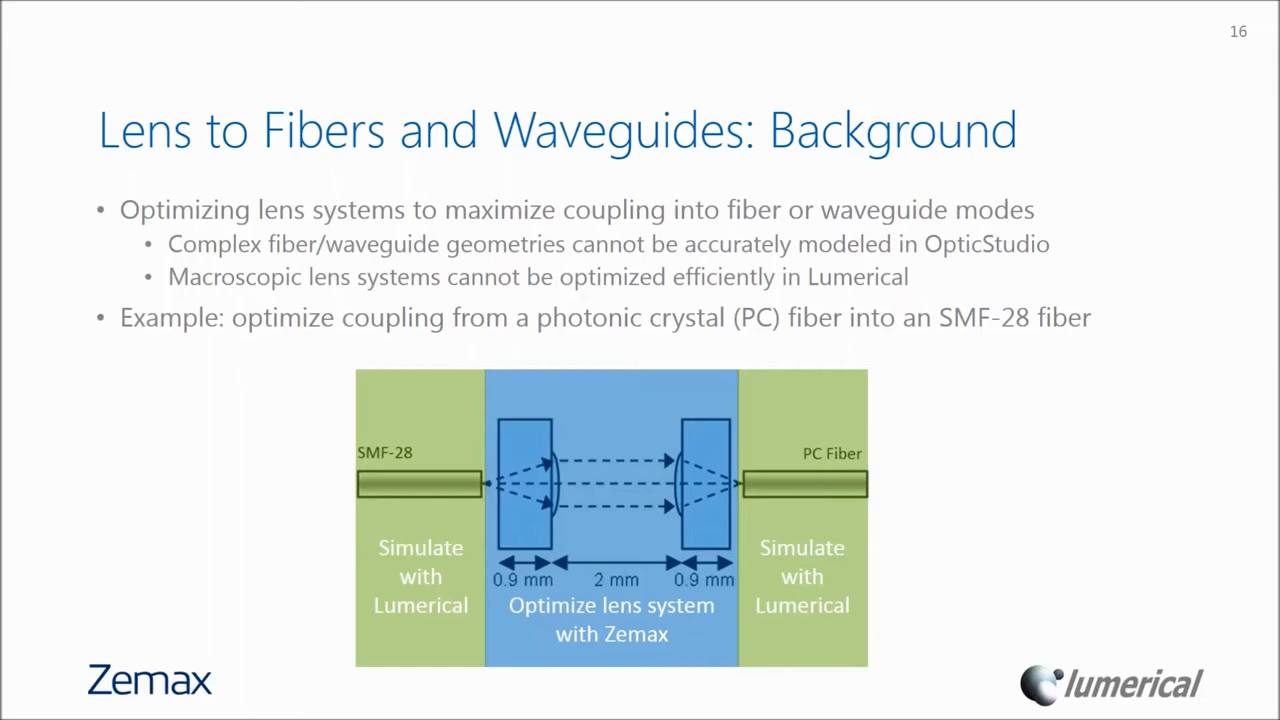 16
Lens to Fibers and Waveguides: Background
• Optimizing lens systems to maximize coupling into fiber or waveguide modes
• Complex fiber/waveguide geometries cannot be accurately modeled in OpticStudio
• Macroscopic lens systems cannot be optimized efficiently in Lumerical
• Example: optimize coupling from a photonic crystal (PC) fiber into an SMF-28 fiber
SMF-28
PC Fiber
Simulate
with
Lumerical
0.9 mm
2 mm
0.9 mm
Optimize lens system
with Zemax
Simulate
with
Lumerical
Zemax
lumerical